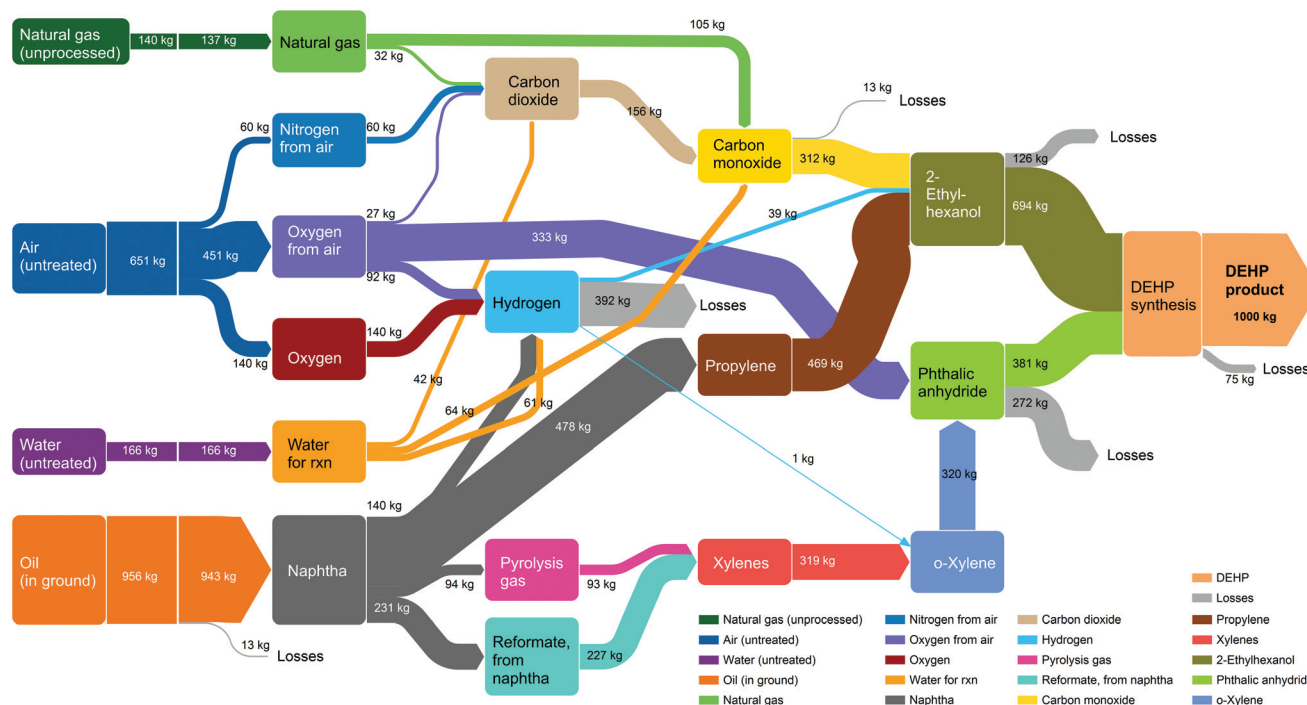 105 kg
Natural gas
(unprocessed)
140 kg
137 kg
Natural gas
32 kg
Carbon
dioxide
156 kg
13 kg
Losses
60 kg
Nitrogen
from air
60 kg
Carbon
monoxide
312 kg
Losses
126 kg
2-
Ethyl-
hexanol
694 kg
27 kg
39 kg
Air
(untreated)
651 kg
451 kg
Oxygen
from air
333 kg
92 kg
Hydrogen
392 kg
Losses
DEHP
synthesis
DEHP
product
1000 kg
140 kg
Oxygen
140 kg
Propylene
469 kg
Phthalic
anhydride
381 kg
Losses
75 kg
42 kg
64 kg
61 kg
272 kg
478 kg
Water
(untreated)
166 kg
166 kg
Water
for rxn
Losses
1 kg
320 kg
140 kg
Oil
(in ground)
956 kg
943 kg
Naphtha
94 kg
Pyrolysis
gas
93 kg
Xylenes
319 kg
o-Xylene
231 kg
Reformate,
from
naphtha
227 kg
13 kg
Losses
Natural gas (unprocessed)
Air (untreated)
Water (untreated)
Oil (in ground)
Natural gas
Nitrogen from air
Oxygen from air
Oxygen
Water for rxn
Naphtha
Carbon dioxide
Hydrogen
Pyrolysis gas
Reformate, from naphtha
Carbon monoxide
DEHP
Losses
Propylene
Xylenes
2-Ethylhexanol
Phthalic anhydrid
o-Xylene